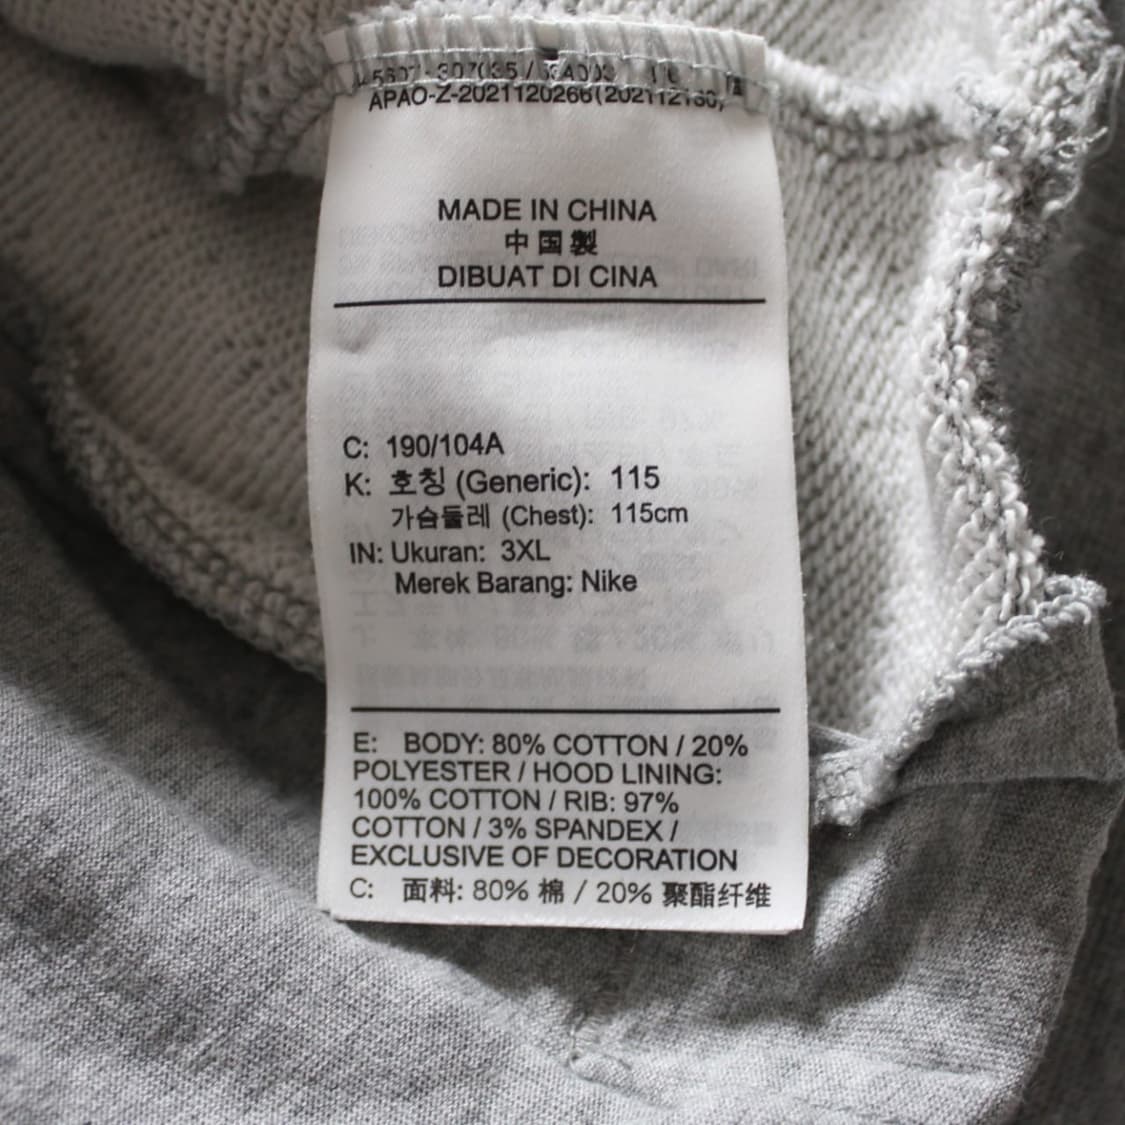 APAO-Z-2021120266(202112180)
MADE IN CHINA
中国製
DIBUAT DI CINA
C: 190/104A
K: 호칭 (Generic): 115
가슴둘레 (Chest): 115cm
IN: Ukuran: 3XL
Merek Barang: Nike
E: BODY: 80% COTTON / 20%
POLYESTER / HOOD LINING:
100% COTTON / RIB: 97%
COTTON / 3% SPANDEX /
EXCLUSIVE OF DECORATION
C: 面料: 80% 棉 / 20% 聚酯纤维